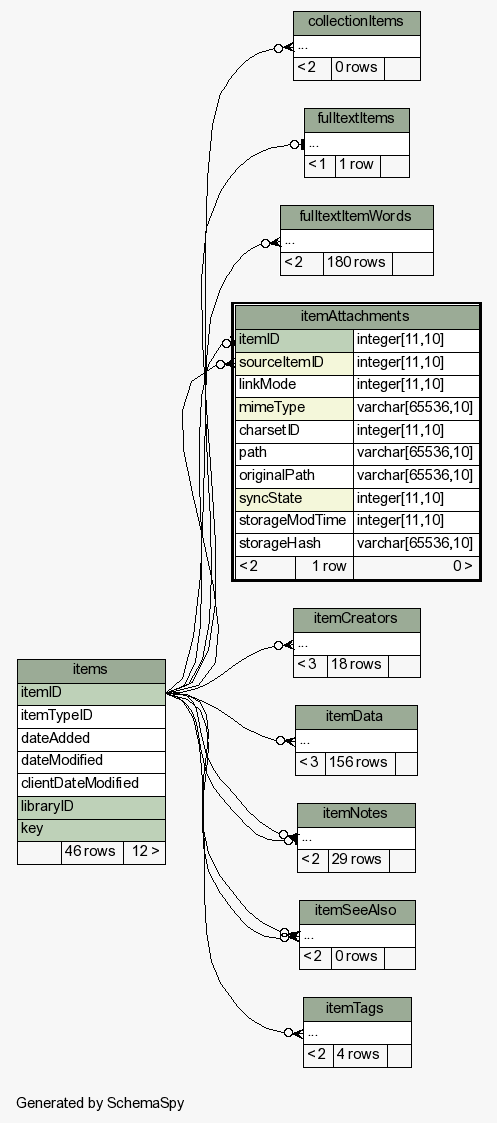 collectionItems
...
< 2 0 rows
fulltextItems
...
< 1 1 row
fulltextItemWords
...
< 2 180 rows
itemAttachments
itemID integer[11,10]
sourceItemID integer[11,10]
linkMode integer[11,10]
mimeType varchar[65536,10]
charsetID integer[11,10]
path varchar[65536,10]
originalPath varchar[65536,10]
syncState integer[11,10]
storageModTime integer[11,10]
storageHash varchar[65536,10]
< 2 1 row 0 >
itemCreators
...
< 3 18 rows
items
itemID
itemTypeID
dateAdded
dateModified
clientDateModified
libraryID
key
46 rows 12 >
itemData
...
< 3 156 rows
itemNotes
...
< 2 29 rows
itemSeeAlso
...
< 2 0 rows
itemTags
...
< 2 4 rows
Generated by SchemaSpy